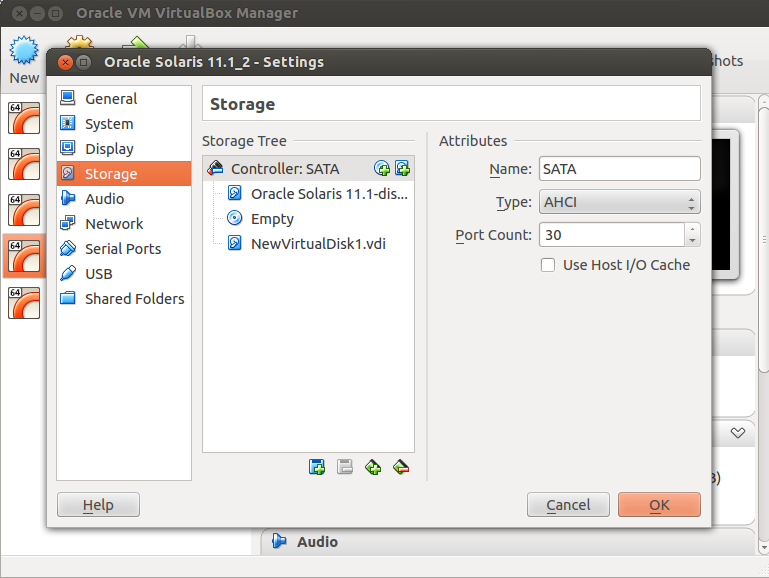 Oracle VM VirtualBox Manager
New
Oracle Solaris 11.1_2 - Settings
General
System
Display
Storage
Audio
Network
Serial Ports
USB
Shared Folders
Storage
Storage Tree
Controller: SATA
Oracle Solaris 11.1-dis...
Empty
NewVirtualDisk1.vdi
Attributes
Name: SATA
Type: AHCI
Port Count: 30
Use Host I/O Cache
Help
Cancel
OK
64
64
64
64
64
Audio